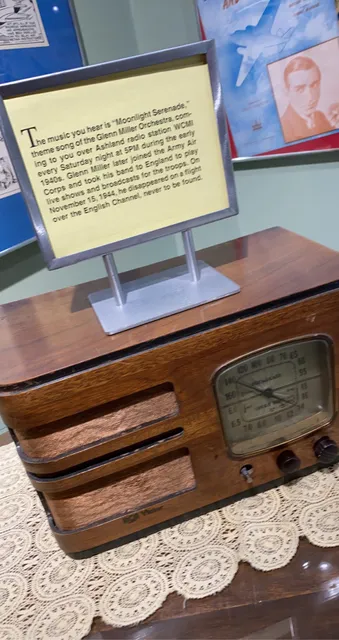 The music you hear is "Moonlight Serenade,"
theme song of the Glenn Miller Orchestra, com-
ing to you over Ashland radio station WCMI
every Saturday night at 5PM during the early
1940s. Glenn Miller later joined the Army Air
Corps and took his band to England to play
live shows and broadcasts for the troops. On
November 15, 1944, he disappeared on a flight
over the English Channel, never to be found.